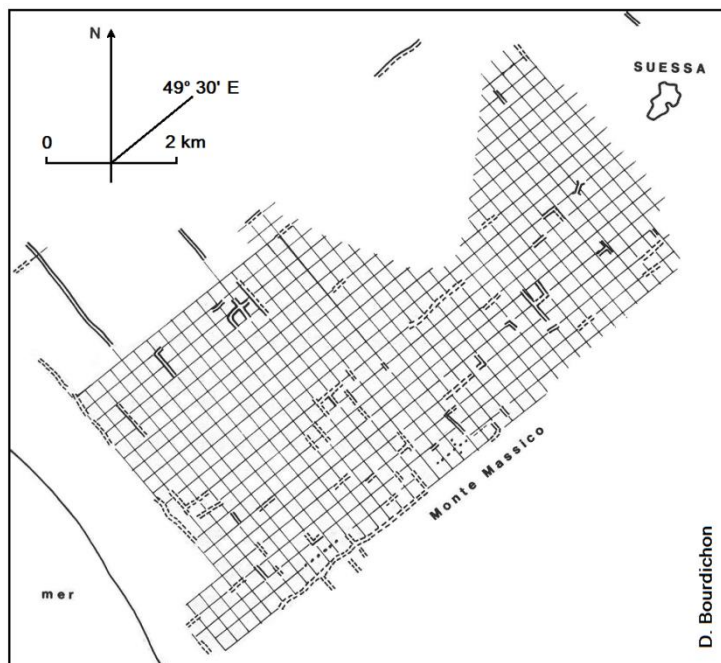 N
SUESSA
49° 30' E
0 2 km
Monte Massico
mer
D. Bourdichon